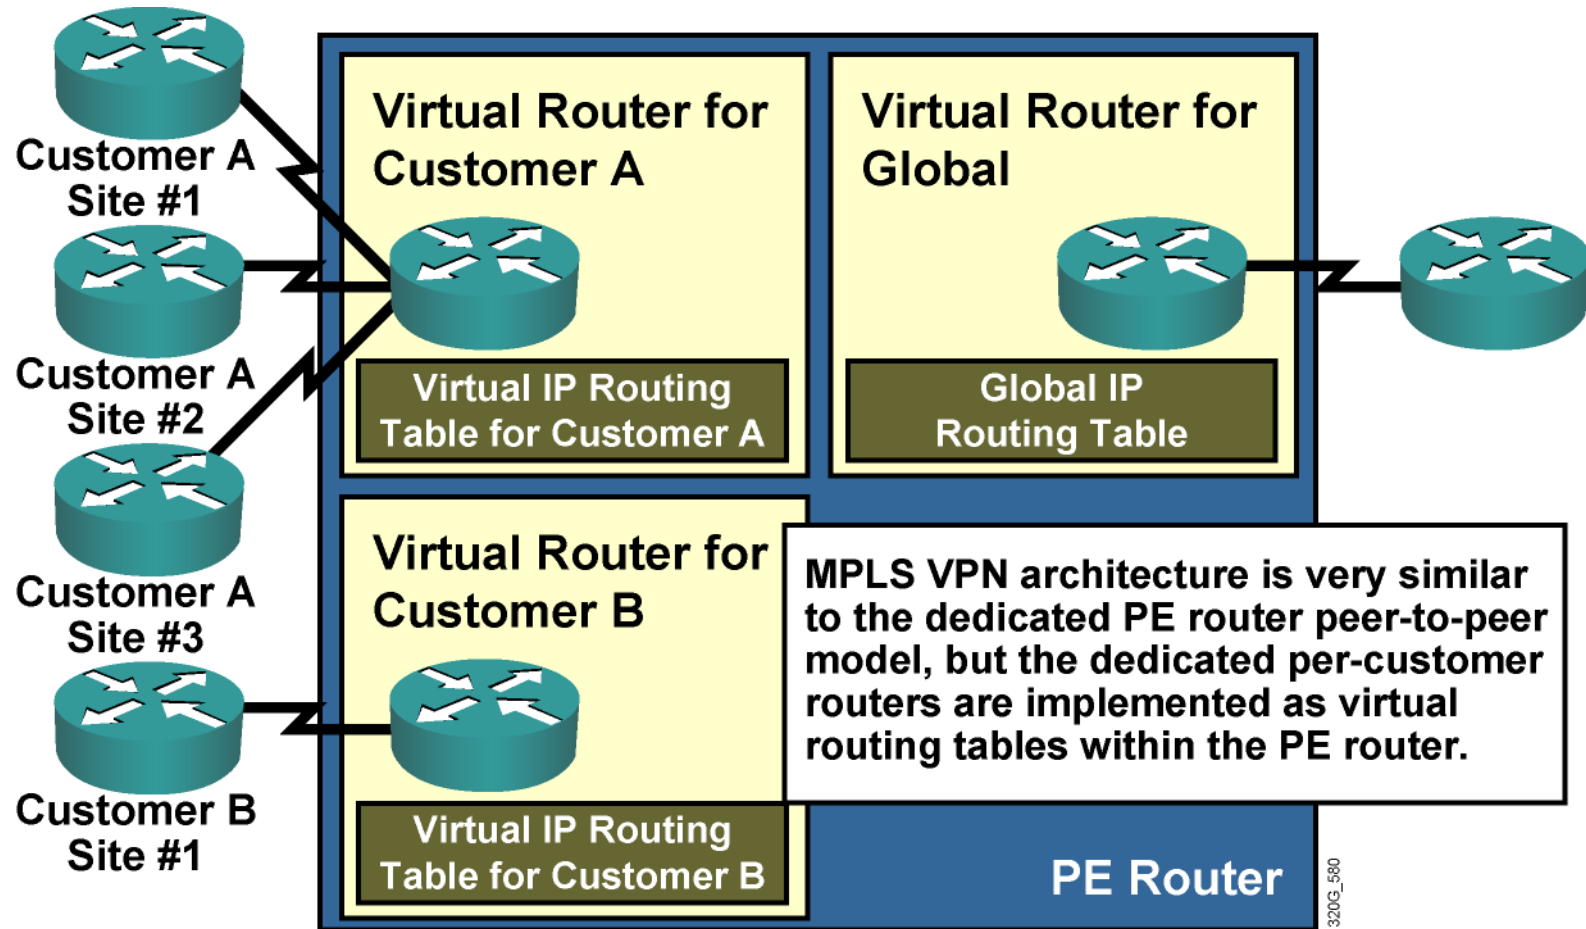 Customer A
Site #1
Customer A
Site #2
Customer A
Site #3
Customer B
Site #1
Virtual Router for
Customer A
Virtual IP Routing
Table for Customer A
Virtual Router for
Global
Global IP
Routing Table
Virtual Router for
Customer B
Virtual IP Routing
Table for Customer B
MPLS VPN architecture is very similar
to the dedicated PE router peer-to-peer
model, but the dedicated per-customer
routers are implemented as virtual
routing tables within the PE router.
PE Router
320G_580